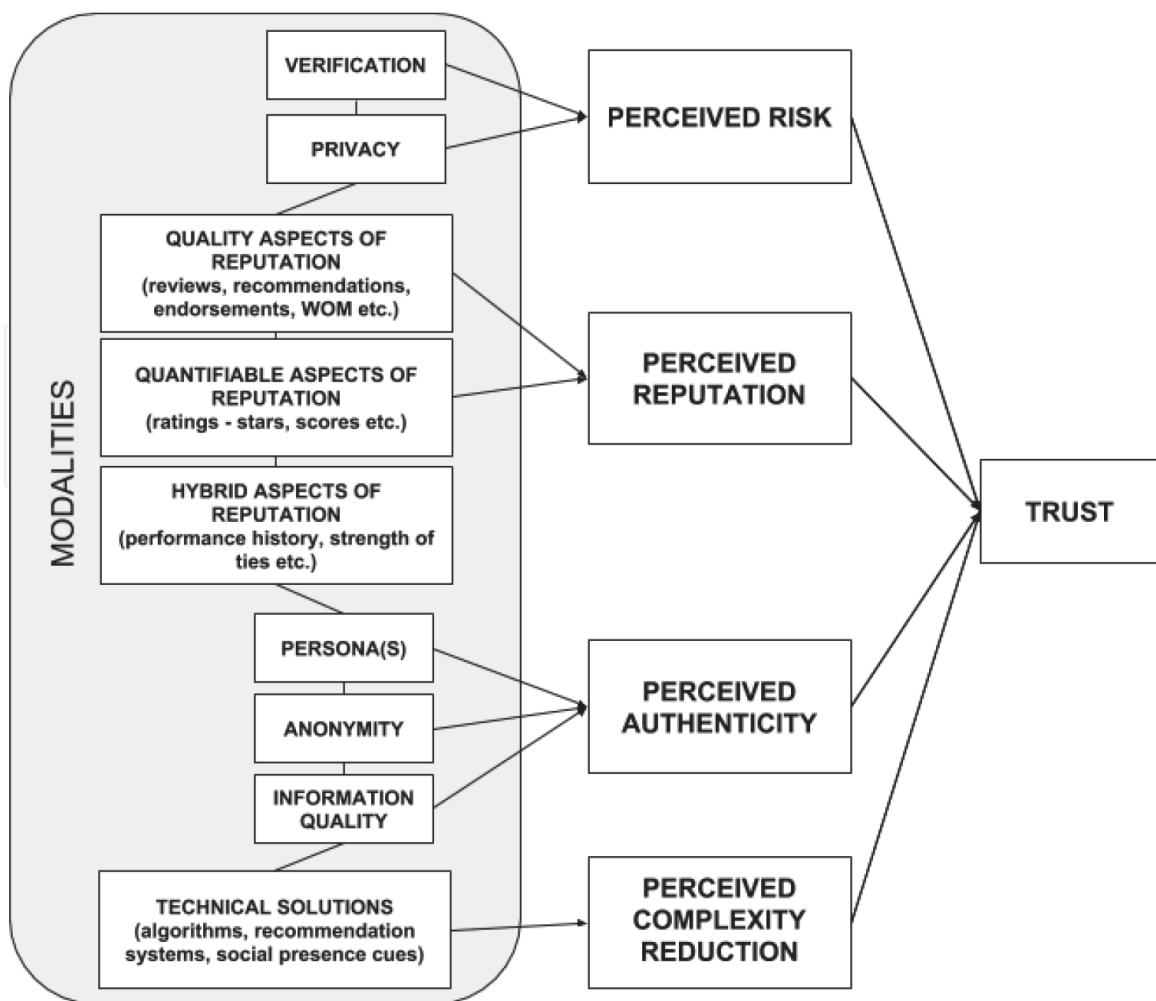 MODALITIES
VERIFICATION
PRIVACY
QUALITY ASPECTS OF
REPUTATION
(reviews, recommendations,
endorsements, WOM etc.)
QUANTIFIABLE ASPECTS OF
REPUTATION
(ratings - stars, scores etc.)
HYBRID ASPECTS OF
REPUTATION
(performance history, strength of
ties etc.)
PERSONA(S)
ANONYMITY
INFORMATION
QUALITY
TECHNICAL SOLUTIONS
(algorithms, recommendation
systems, social presence cues)
PERCEIVED RISK
PERCEIVED
REPUTATION
PERCEIVED
AUTHENTICITY
PERCEIVED
COMPLEXITY
REDUCTION
TRUST